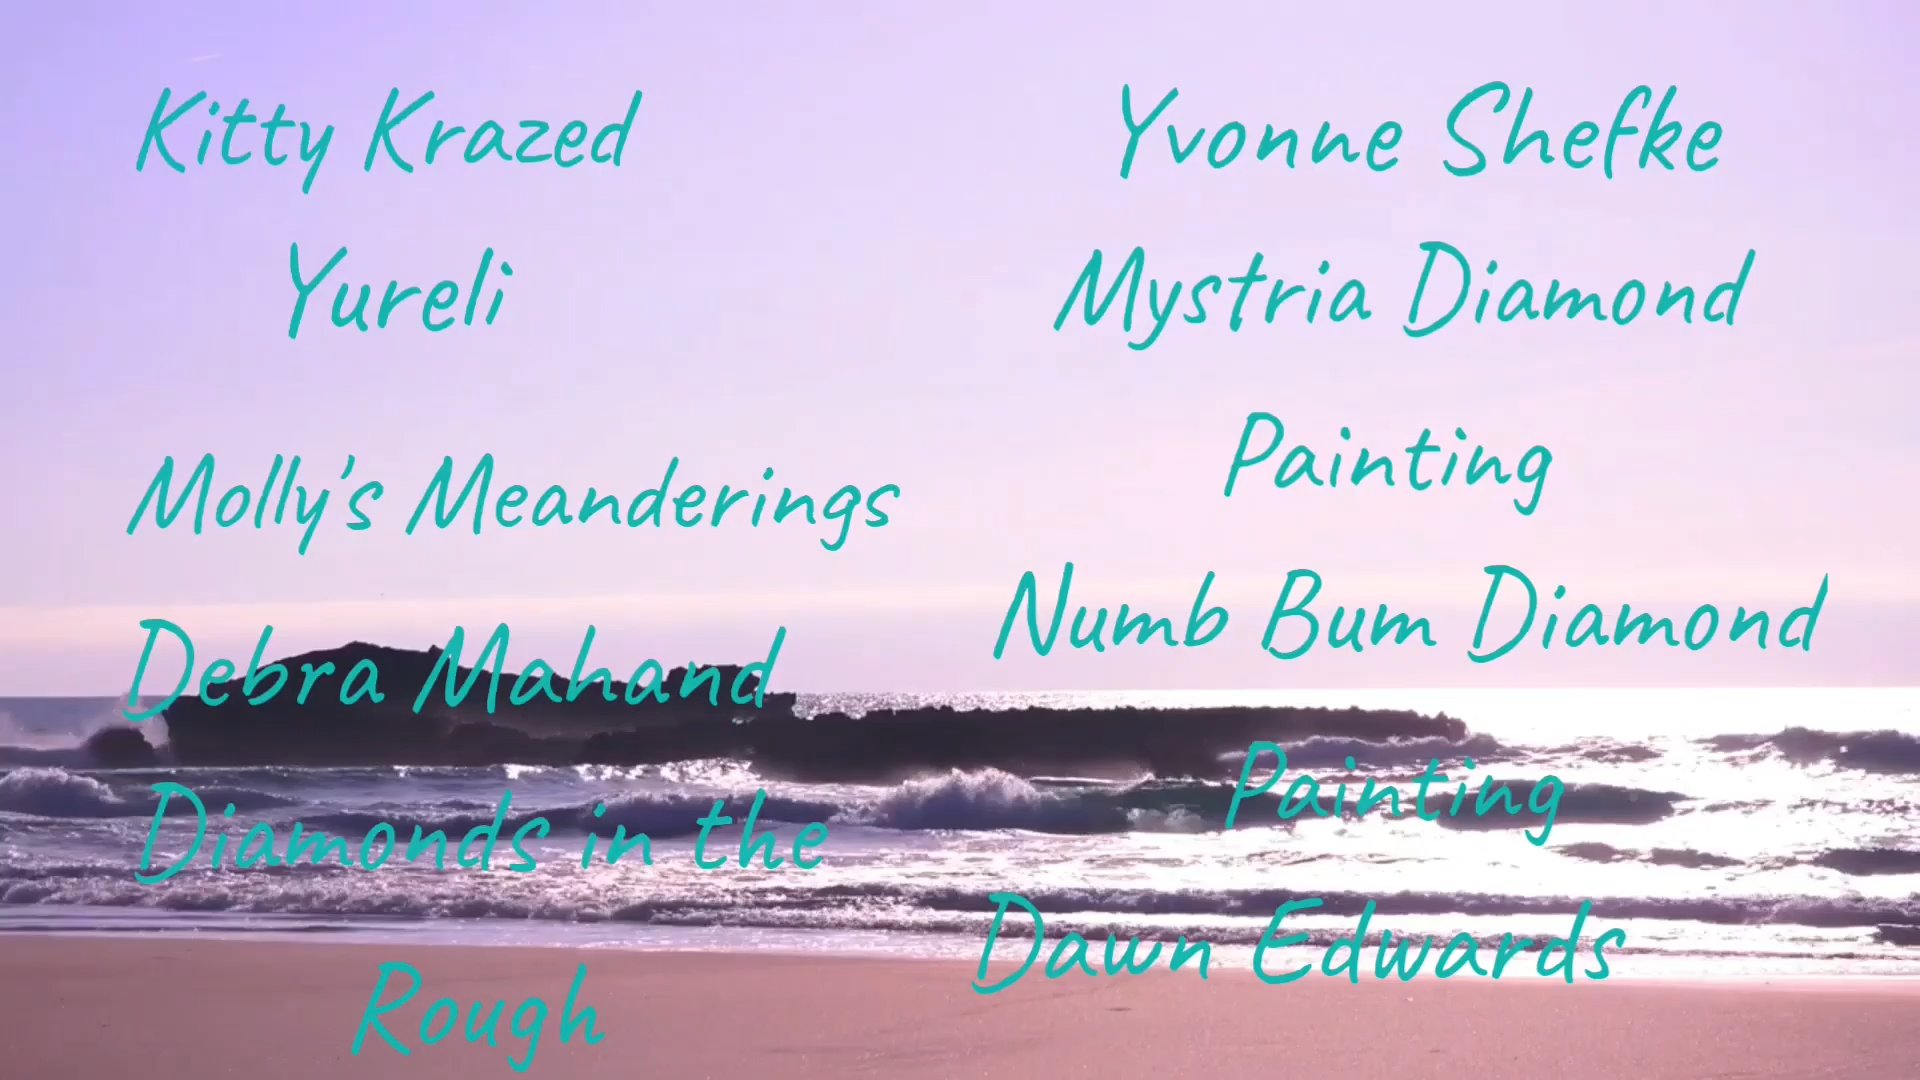 Kitty Krazed
Yureli
Molly's Meanderings
Debra Mahand
Diamonds in the
Rough
Yvonne Shefke
Mystria Diamond
Painting
Numb Bum Diamond
Painting
Dawn Edwards